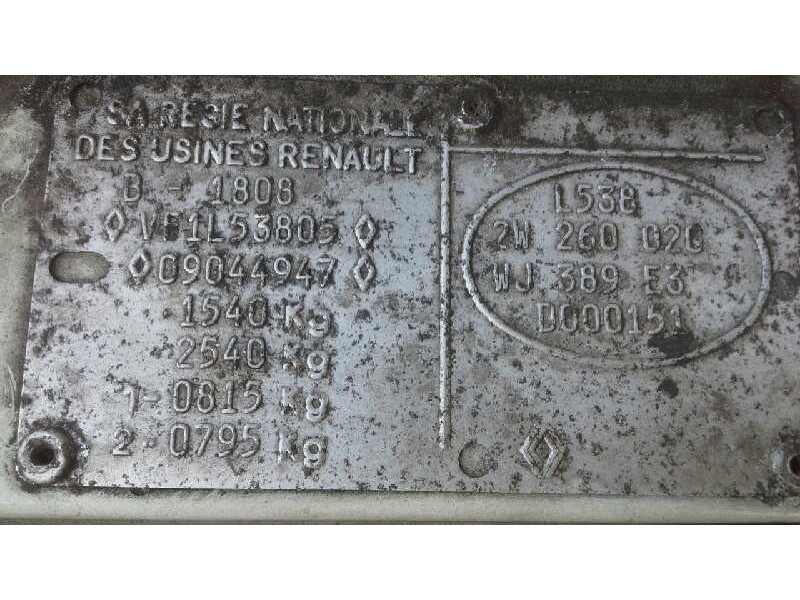 SA REGIE NATIONALE
DES USINES RENAULT
B - 1808
VF1L53805
09044947
1540 Kg
2540 Kg
1-0815 Kg
2-0795 Kg
L538
2W 260 020
WJ 389 E3
D000151